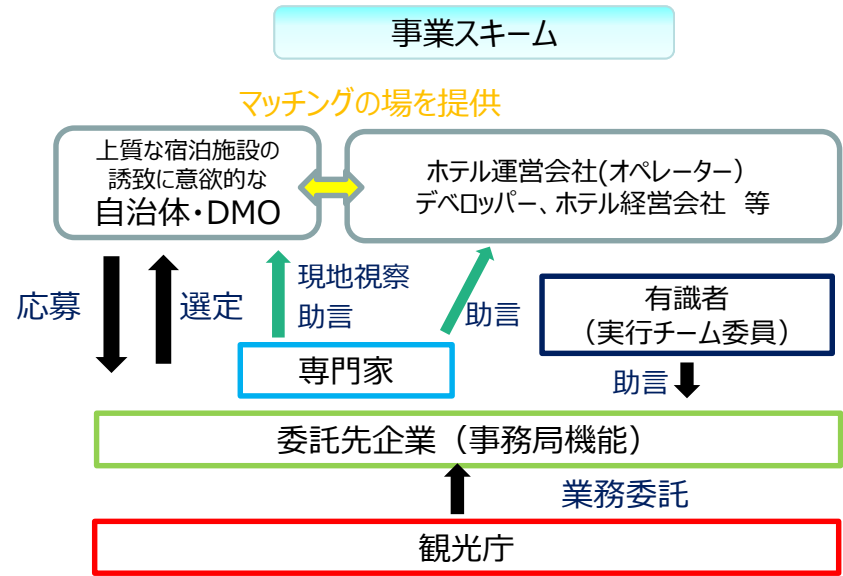 事業スキーム
マッチングの場を提供
上質な宿泊施設の
誘致に意欲的な
自治体・DMO
ホテル運営会社(オペレーター)
デベロッパー、ホテル経営会社 等
応募
選定
現地視察
助言
助言
有識者
(実行チーム委員)
専門家
助言
委託先企業(事務局機能)
業務委託
観光庁